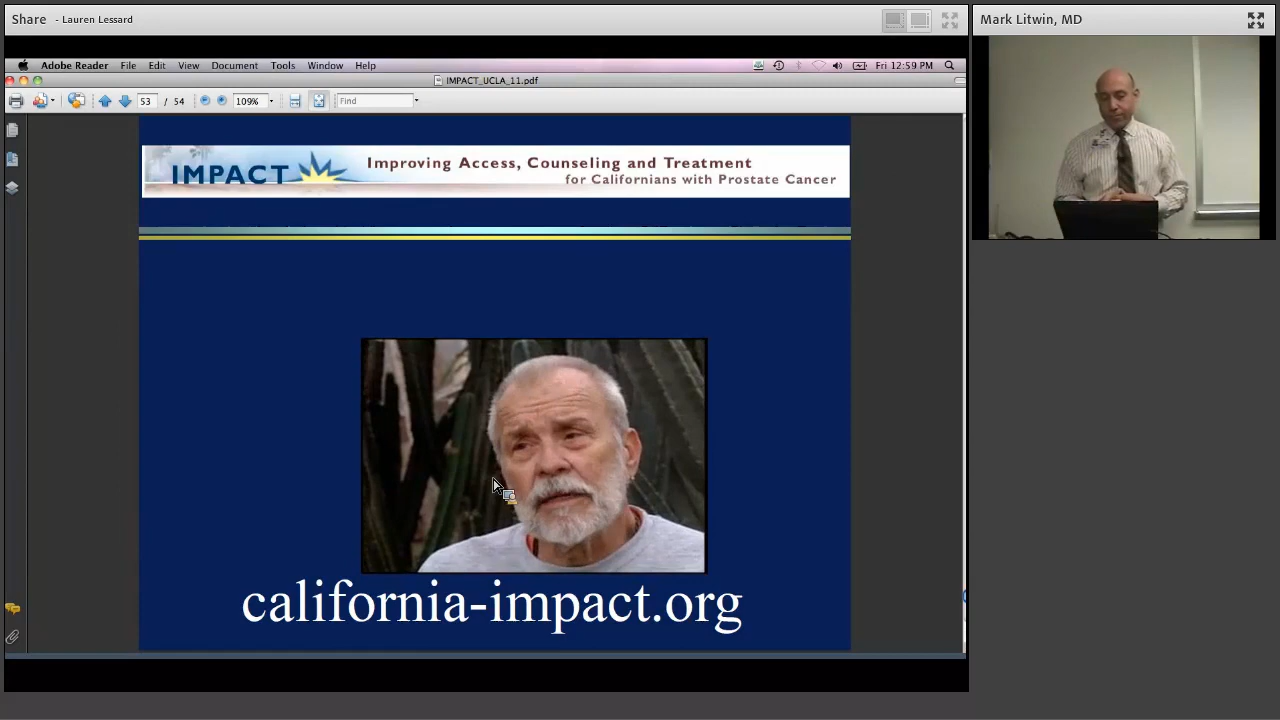 Share - Lauren Lessard
Mark Litwin, MD
Adobe Reader File Edit View Document Tools Window Help
Fri 12:59 PM
IMPACT_UCLA_11.pdf
53 / 54
109%
Find
IMPACT
Improving Access, Counseling and Treatment
for Californians with Prostate Cancer
california-impact.org